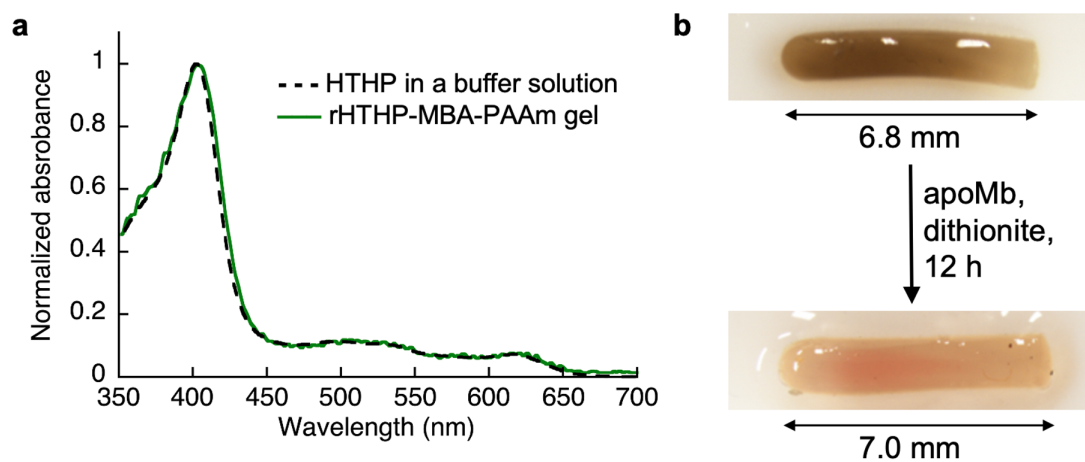 a
1
0.8
0.6
0.4
0.2
0
350 400 450 500 550 600 650 700
Normalized absrobance
Wavelength (nm)
HTHP in a buffer solution
rHTHP-MBA-PAAm gel
b
6.8 mm
apoMb,
dithionite,
12 h
7.0 mm